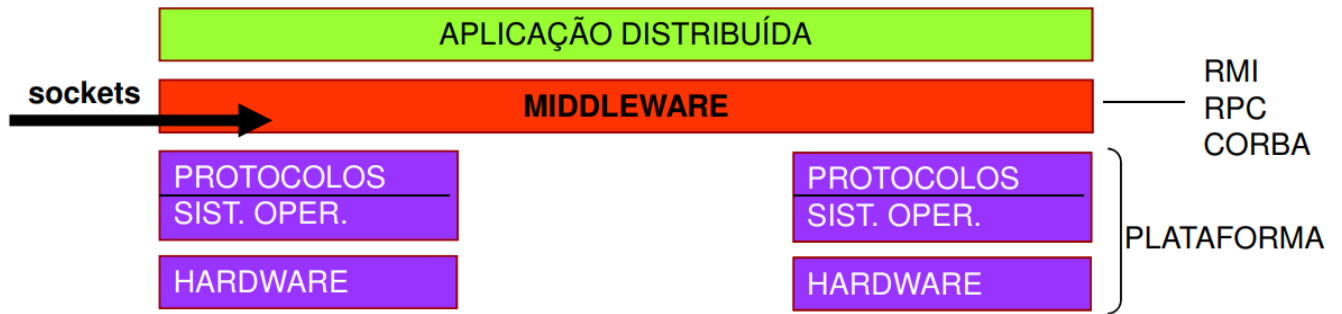 APLICAÇÃO DISTRIBUÍDA
sockets
MIDDLEWARE
RMI
RPC
CORBA
PROTOCOLOS
SIST. OPER.
HARDWARE
PROTOCOLOS
SIST. OPER.
HARDWARE
PLATAFORMA